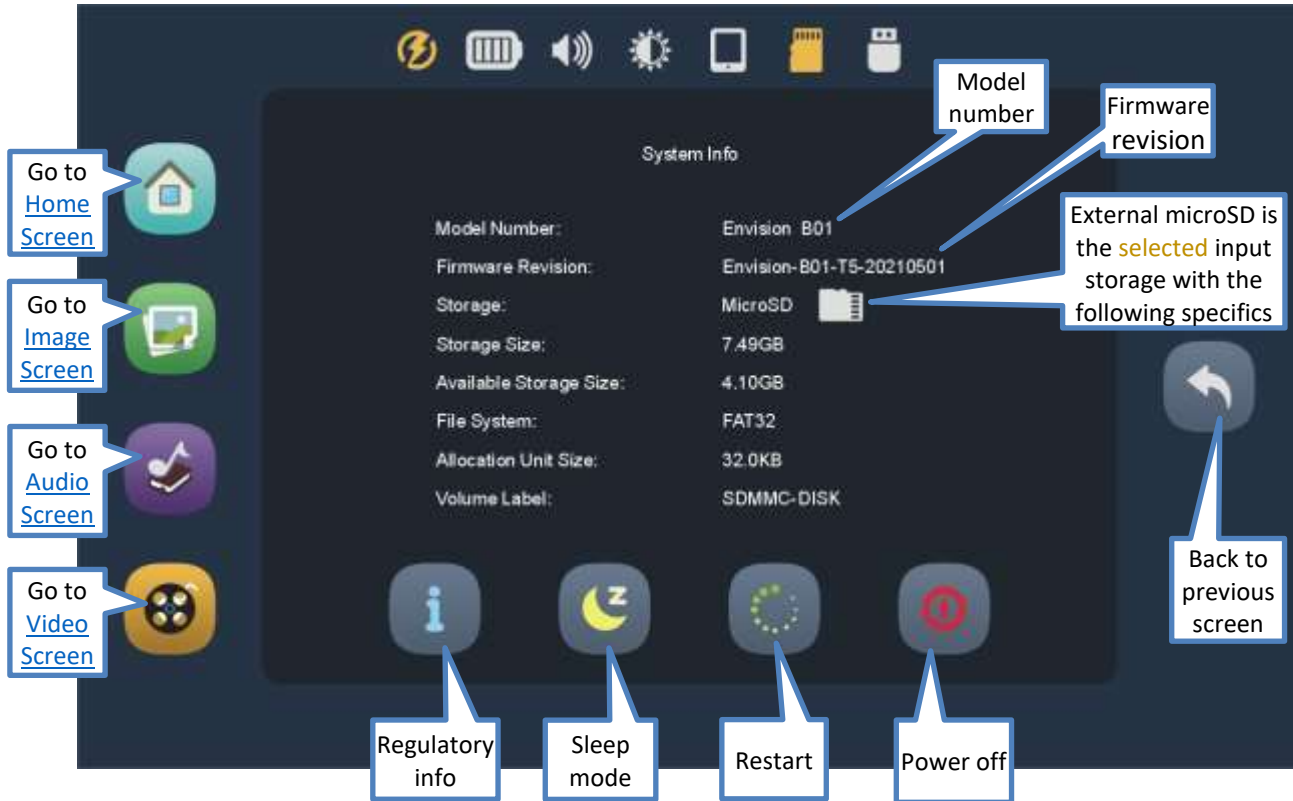 Model
number
Firmware
revision
System Info
Go to
Home
Screen
Model Number: Envision B01
Firmware Revision: Envision-B01-T5-20210501
External microSD is
the selected input
storage with the
following specifics
Storage: MicroSD
Go to
Image
Screen
Storage Size: 7.49GB
Available Storage Size: 4.10GB
File System: FAT32
Allocation Unit Size: 32.0KB
Volume Label: SDMMC-DISK
Go to
Audio
Screen
Go to
Video
Screen
Back to
previous
screen
Regulatory
info
Sleep
mode
Restart
Power off